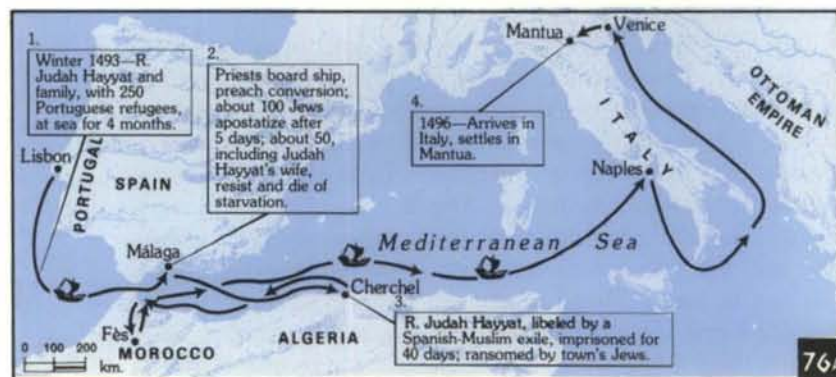 1.
Winter 1493—R.
Judah Hayyat and
family, with 250
Portuguese refugees,
at sea for 4 months.
2.
Priests board ship,
preach conversion;
about 100 Jews
apostatize after
5 days; about 50,
including Judah
Hayyat's wife,
resist and die of
starvation.
Mantua
Venice
4.
1496—Arrives in
Italy, settles in
Mantua.
ITALY
OTTOMAN
EMPIRE
Lisbon
PORTUGAL
SPAIN
Naples
Málaga
Mediterranean Sea
Cherchel
3.
R. Judah Hayyat, libeled by a
Spanish-Muslim exile, imprisoned for
40 days; ransomed by town's Jews.
Fès
MOROCCO
ALGERIA
0 100 200
km.
76